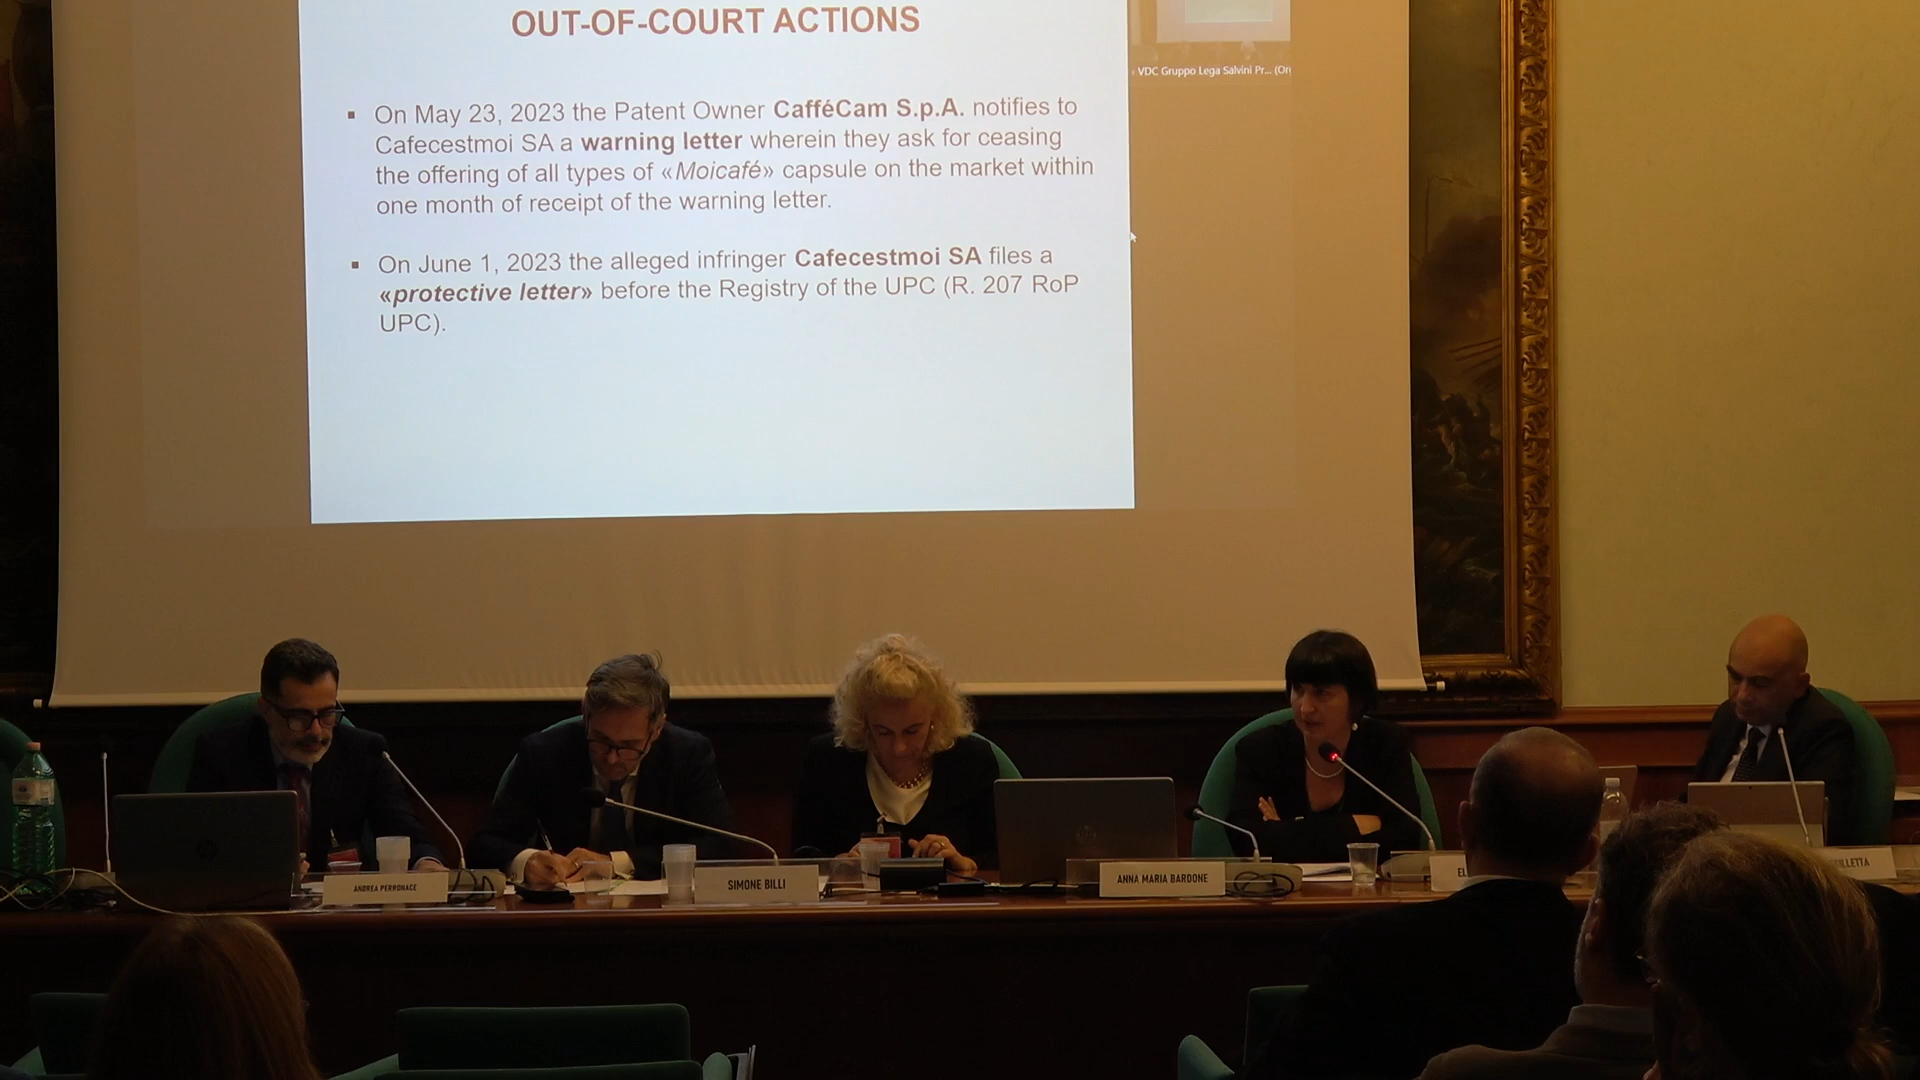 OUT-OF-COURT ACTIONS
VDC Gruppo Lega Salvini Pr... (Or
▪ On May 23, 2023 the Patent Owner CafféCam S.p.A. notifies to
Cafecestmoi SA a warning letter wherein they ask for ceasing
the offering of all types of «Moicafé» capsule on the market within
one month of receipt of the warning letter.
▪ On June 1, 2023 the alleged infringer Cafecestmoi SA files a
«protective letter» before the Registry of the UPC (R. 207 RoP
UPC).
ANDREA PERRONACE
SIMONE BILLI
ANNA MARIA BARDONE
EL
ILLETTA